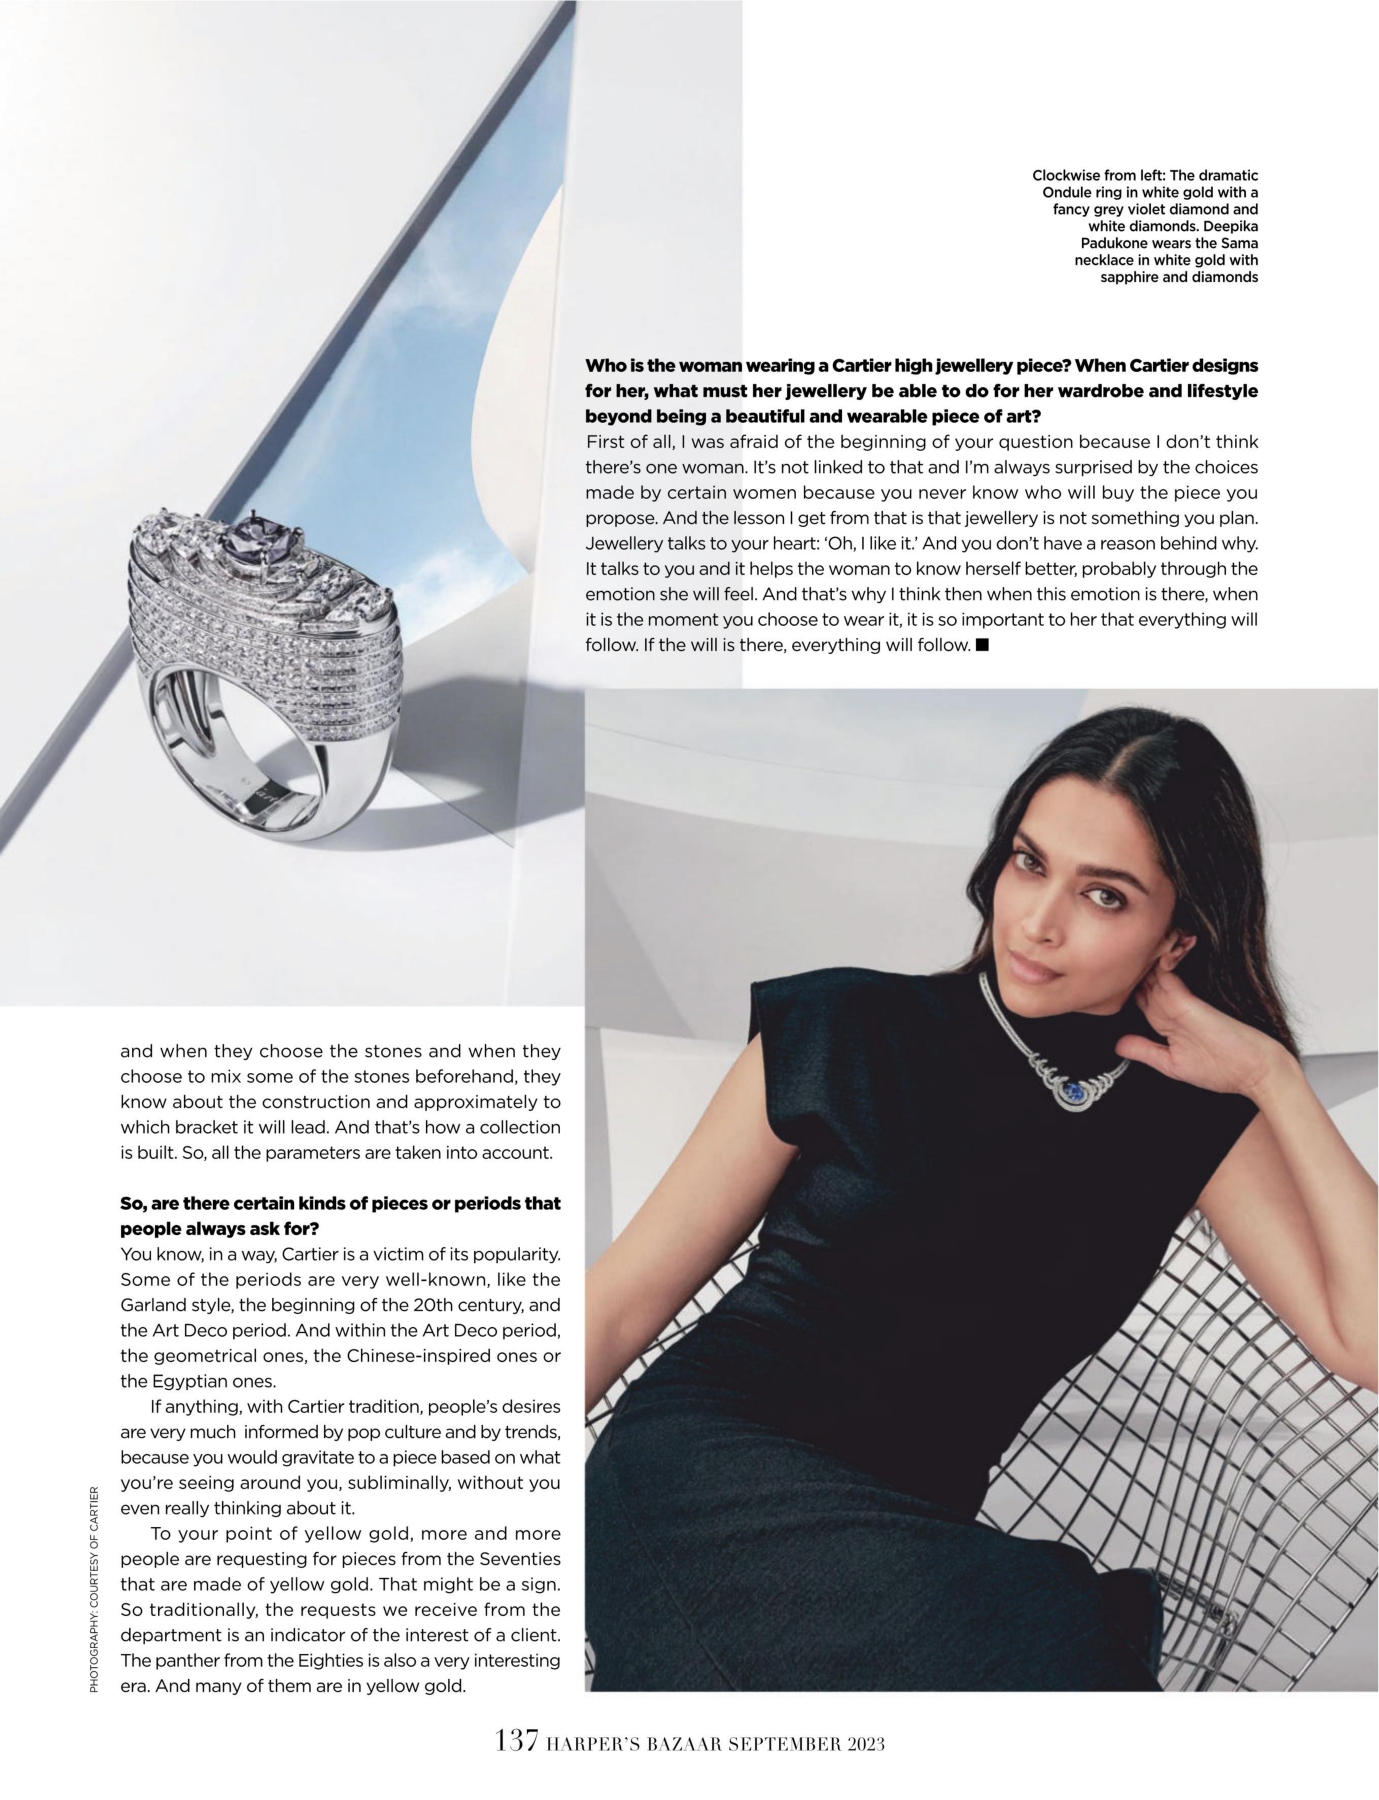 Clockwise from left: The dramatic
Ondule ring in white gold with a
fancy grey violet diamond and
white diamonds. Deepika
Padukone wears the Sama
necklace in white gold with
sapphire and diamonds
and when they choose the stones and when they
choose to mix some of the stones beforehand, they
know about the construction and approximately to
which bracket it will lead. And that’s how a collection
is built. So, all the parameters are taken into account.
So, are there certain kinds of pieces or periods that
people always ask for?
You know, in a way, Cartier is a victim of its popularity.
Some of the periods are very well-known, like the
Garland style, the beginning of the 20th century, and
the Art Deco period. And within the Art Deco period,
the geometrical ones, the Chinese-inspired ones or
the Egyptian ones.
If anything, with Cartier tradition, people’s desires
are very much informed by pop culture and by trends,
because you would gravitate to a piece based on what
you’re seeing around you, subliminally, without you
even really thinking about it.
To your point of yellow gold, more and more
people are requesting for pieces from the Seventies
that are made of yellow gold. That might be a sign.
So traditionally, the requests we receive from the
department is an indicator of the interest of a client.
The panther from the Eighties is also a very interesting
era. And many of them are in yellow gold.
Who is the woman wearing a Cartier high jewellery piece? When Cartier designs
for her, what must her jewellery be able to do for her wardrobe and lifestyle
beyond being a beautiful and wearable piece of art?
First of all, I was afraid of the beginning of your question because I don’t think
there’s one woman. It’s not linked to that and I’m always surprised by the choices
made by certain women because you never know who will buy the piece you
propose. And the lesson I get from that is that jewellery is not something you plan.
Jewellery talks to your heart: ‘Oh, I like it.’ And you don’t have a reason behind why.
It talks to you and it helps the woman to know herself better, probably through the
emotion she will feel. And that’s why I think then when this emotion is there, when
it is the moment you choose to wear it, it is so important to her that everything will
follow. If the will is there, everything will follow. ■
PHOTOGRAPHY: COURTESY OF CARTIER
137 HARPER’S BAZAAR SEPTEMBER 2023